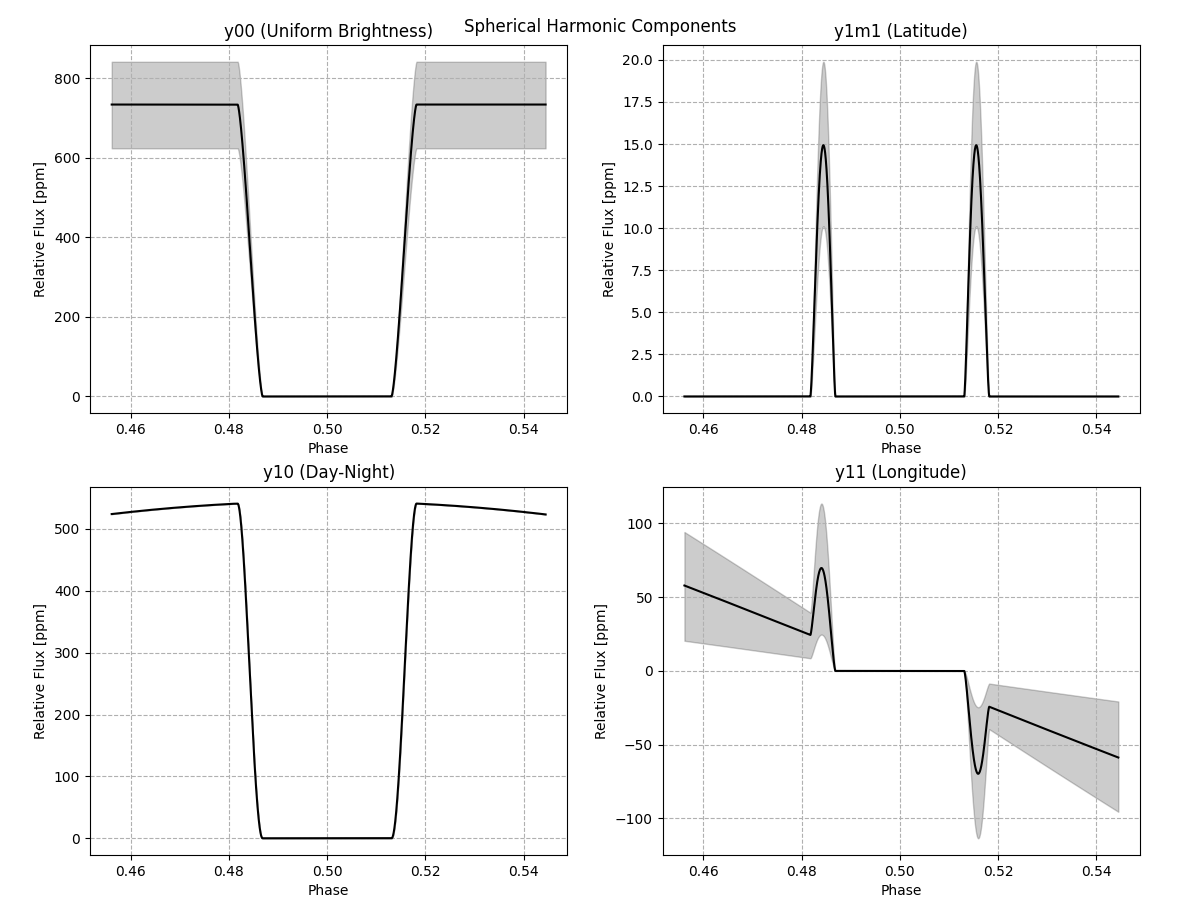 Spherical Harmonic Components
y00 (Uniform Brightness)
800
600
400
200
0
Relative Flux [ppm]
0.46 0.48 0.50 0.52 0.54
Phase
y1m1 (Latitude)
20.0
17.5
15.0
12.5
10.0
7.5
5.0
2.5
0.0
Relative Flux [ppm]
0.46 0.48 0.50 0.52 0.54
Phase
y10 (Day-Night)
500
400
300
200
100
0
Relative Flux [ppm]
0.46 0.48 0.50 0.52 0.54
Phase
y11 (Longitude)
100
50
0
−50
−100
Relative Flux [ppm]
0.46 0.48 0.50 0.52 0.54
Phase